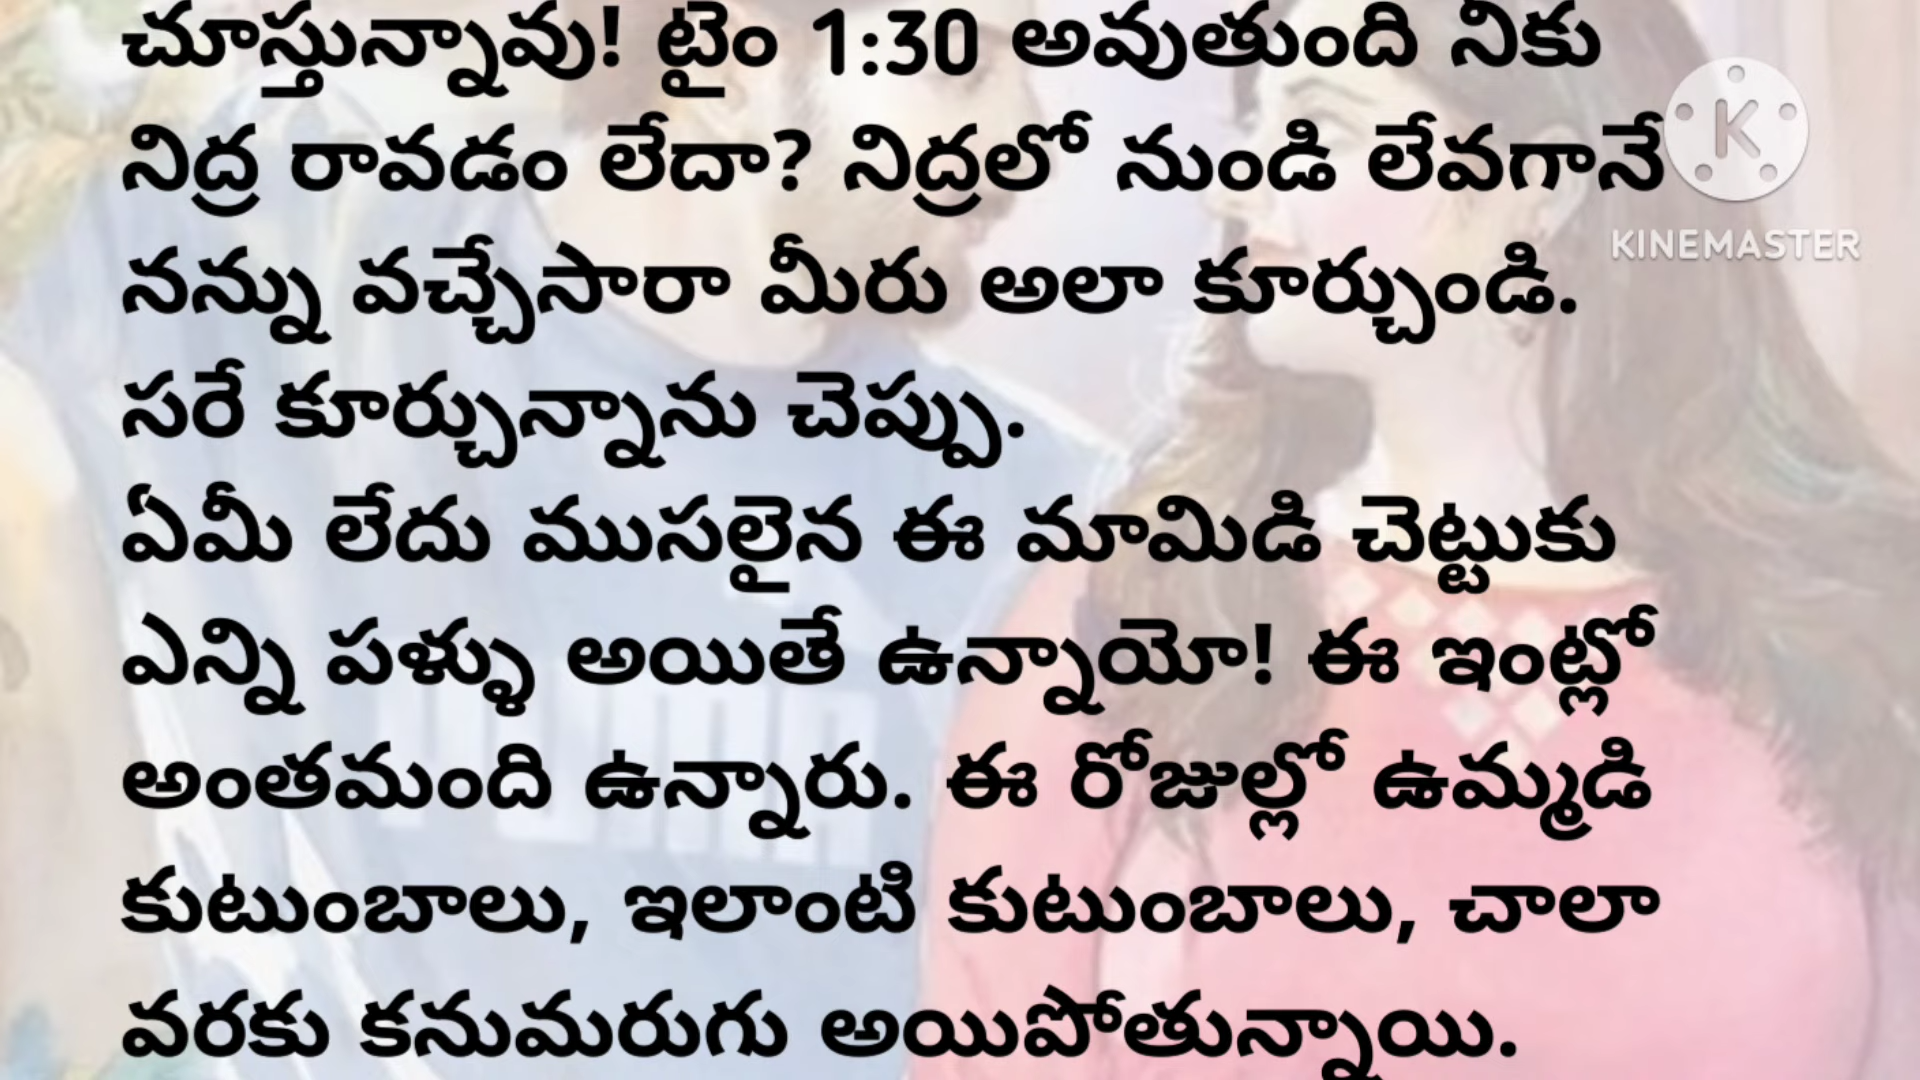 చూస్తున్నావు! టైం 1:30 అవుతుంది నీకు
నిద్ర రావడం లేదా? నిద్రలో నుండి లేవగానే
నన్ను వచ్చేసారా మీరు అలా కూర్చుండి.
సరే కూర్చున్నాను చెప్పు.
ఏమీ లేదు ముసలైన ఈ మామిడి చెట్టుకు
ఎన్ని పళ్ళు అయితే ఉన్నాయో! ఈ ఇంట్లో
అంతమంది ఉన్నారు. ఈ రోజుల్లో ఉమ్మడి
కుటుంబాలు, ఇలాంటి కుటుంబాలు, చాలా
వరకు కనుమరుగు అయిపోతున్నాయి.
K
KINEMASTER